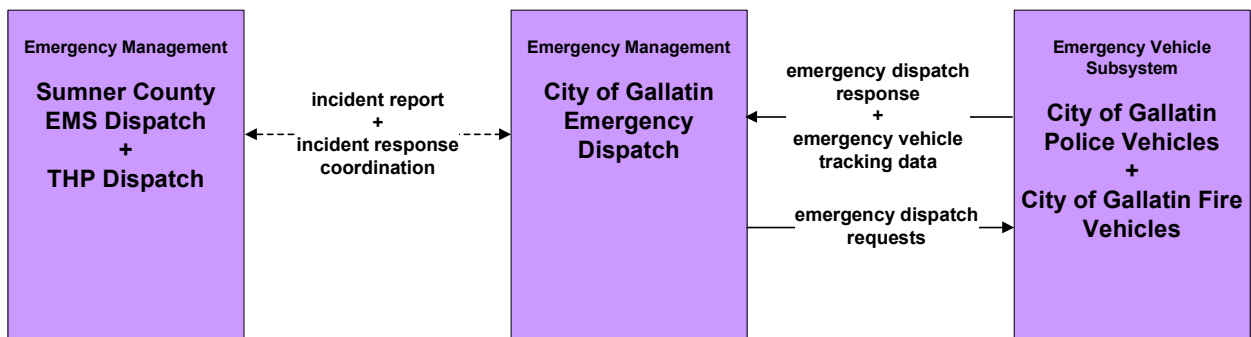 Emergency Management
Sumner County
EMS Dispatch
+
THP Dispatch
incident report
+
incident response
coordination
Emergency Management
City of Gallatin
Emergency
Dispatch
emergency dispatch
response
+
emergency vehicle
tracking data
emergency dispatch
requests
Emergency Vehicle
Subsystem
City of Gallatin
Police Vehicles
+
City of Gallatin Fire
Vehicles